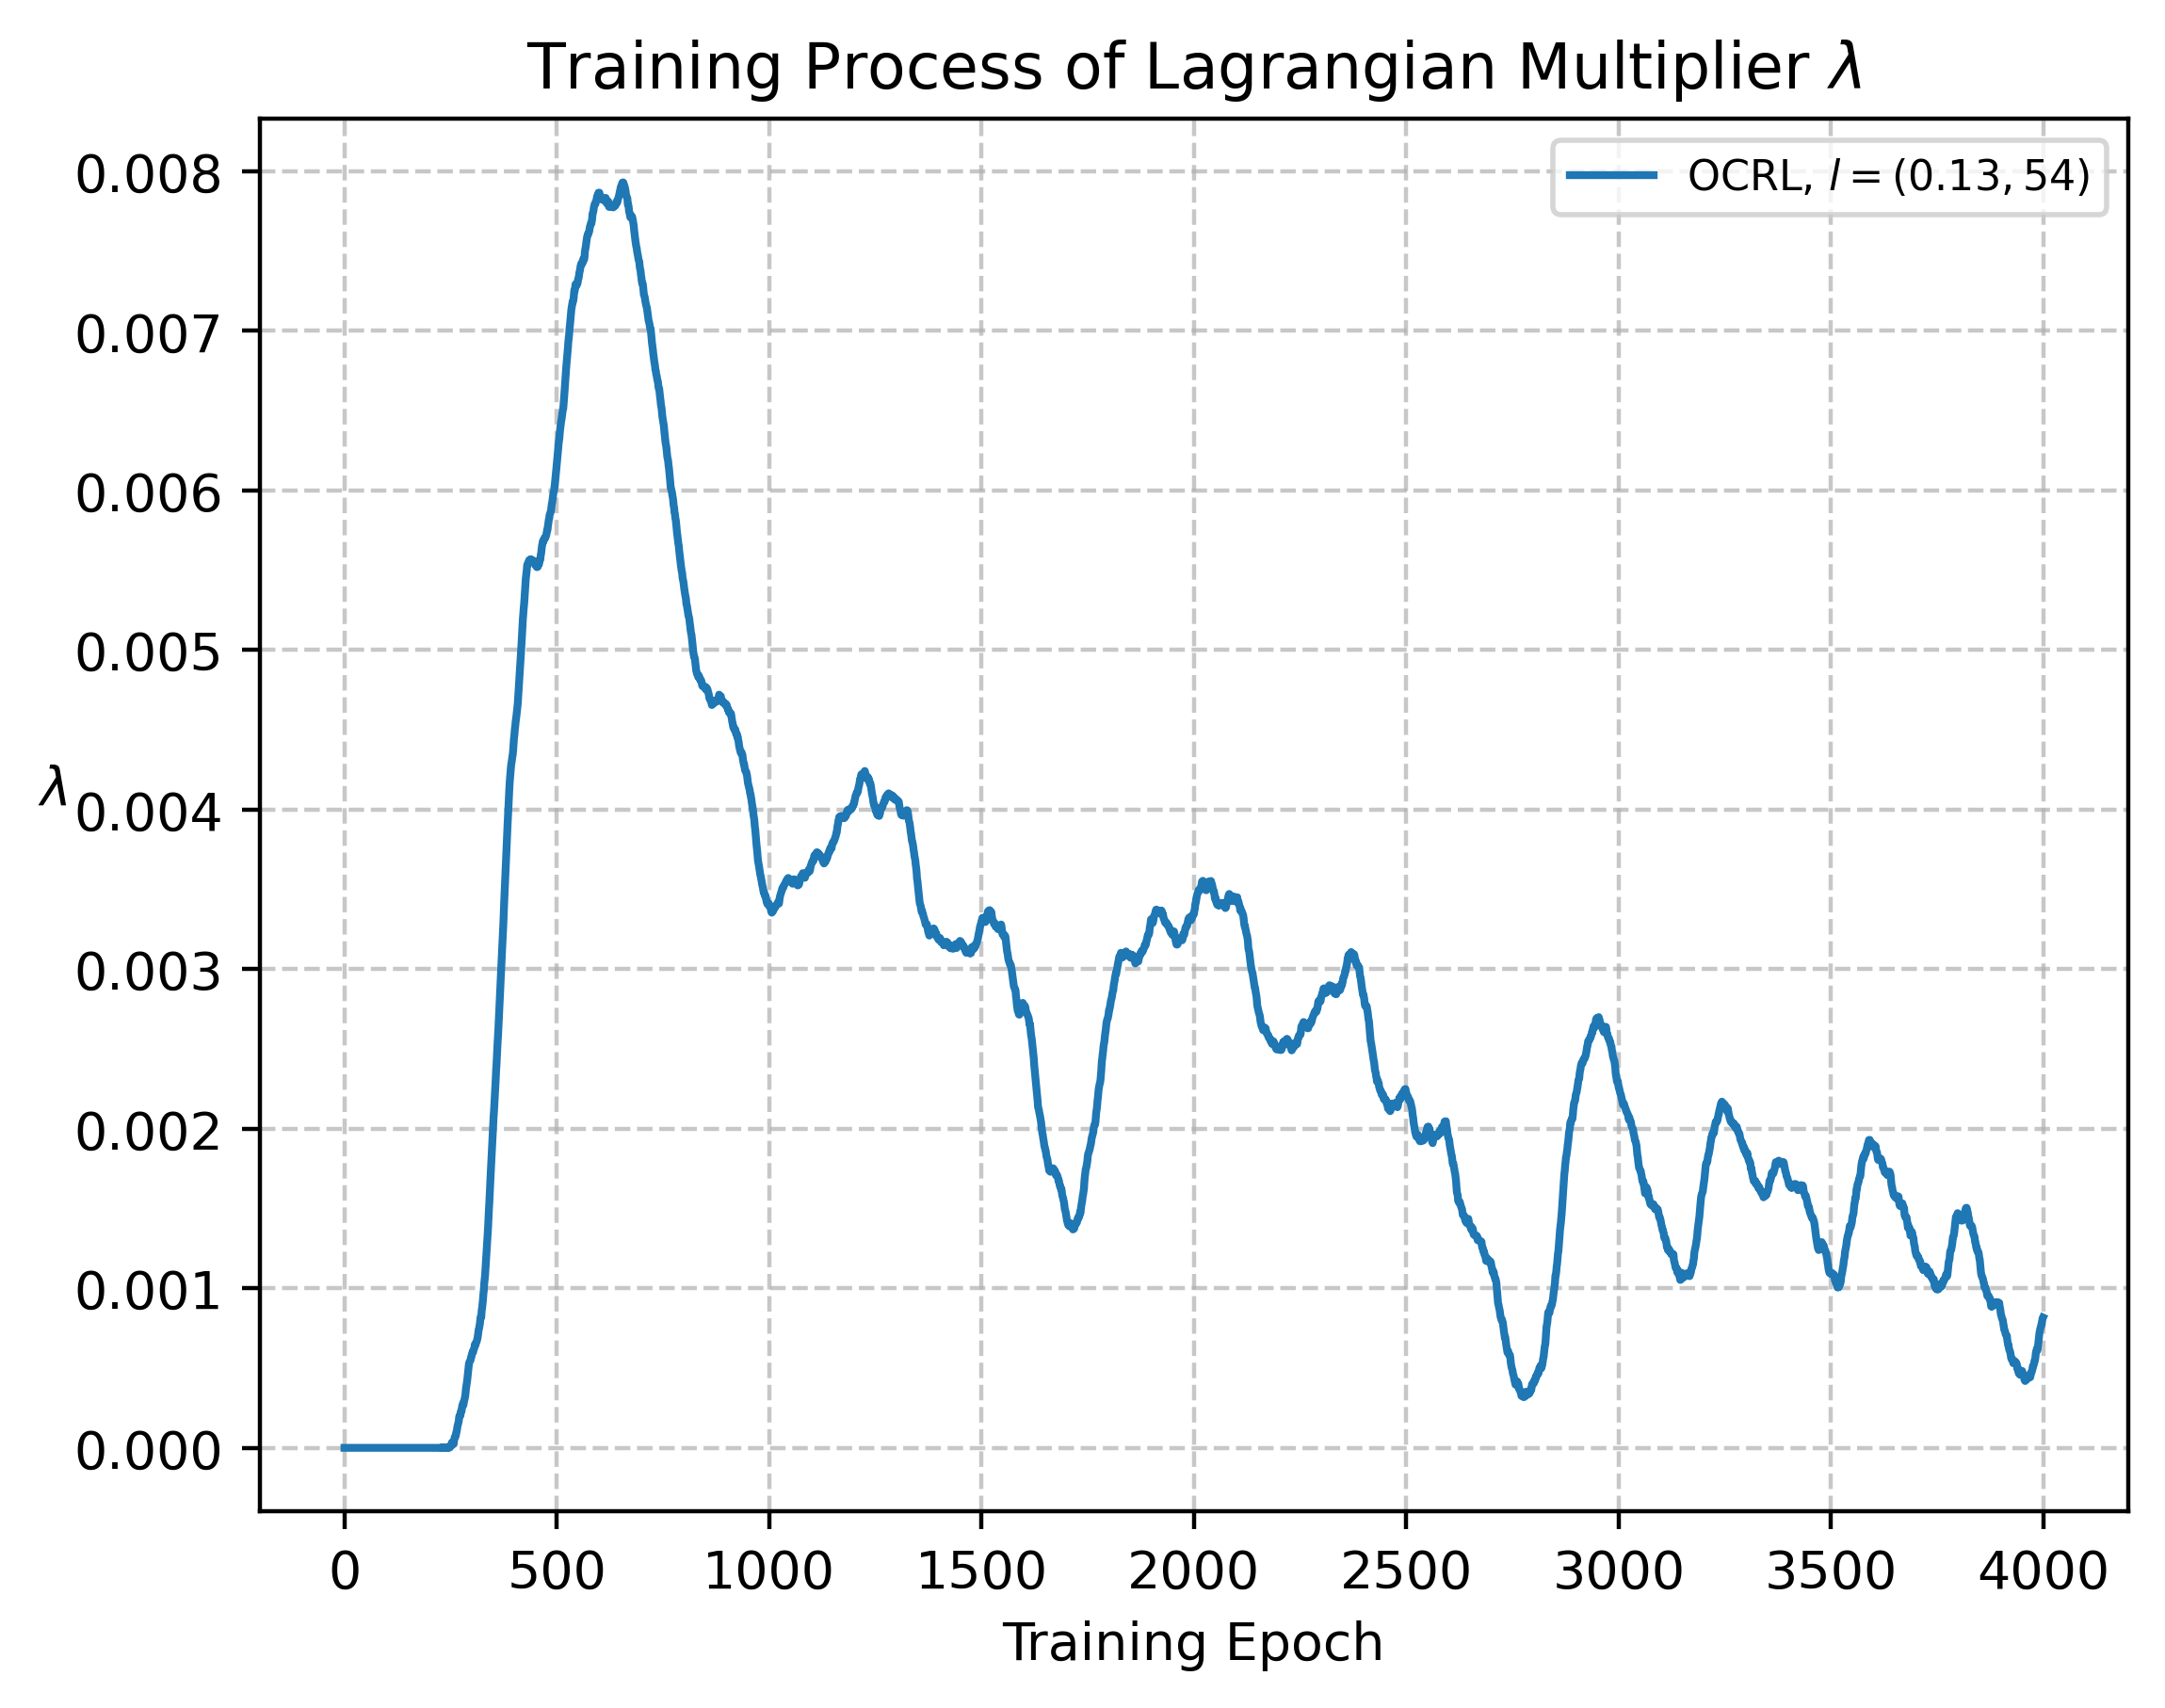 Training Process of Lagrangian Multiplier λ
OCRL, l = (0.13, 54)
0.008
0.007
0.006
0.005
λ
0.004
0.003
0.002
0.001
0.000
0 500 1000 1500 2000 2500 3000 3500 4000
Training Epoch